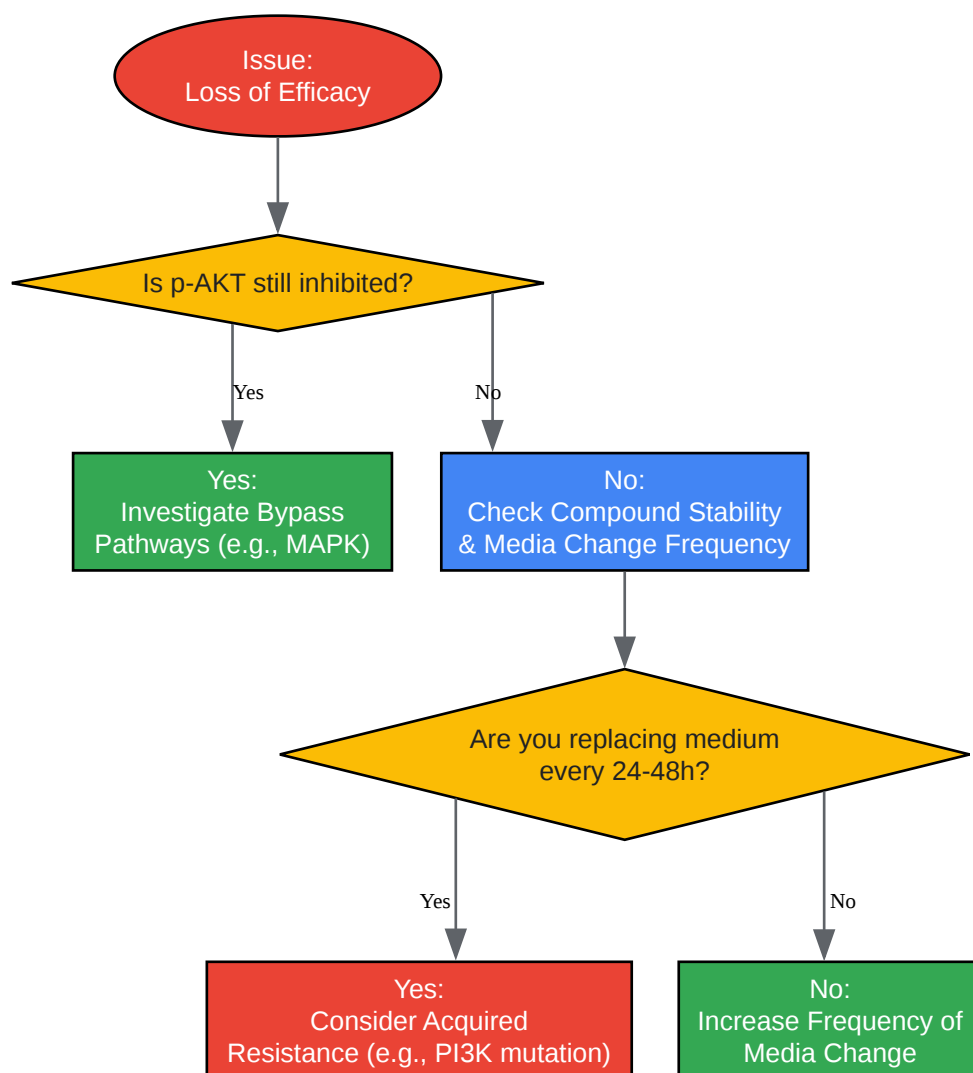 Issue:
Loss of Efficacy
Is p-AKT still inhibited?
Yes
No
Yes:
Investigate Bypass
Pathways (e.g., MAPK)
No:
Check Compound Stability
& Media Change Frequency
Are you replacing medium
every 24-48h?
Yes
No
Yes:
Consider Acquired
Resistance (e.g., PI3K mutation)
No:
Increase Frequency of
Media Change